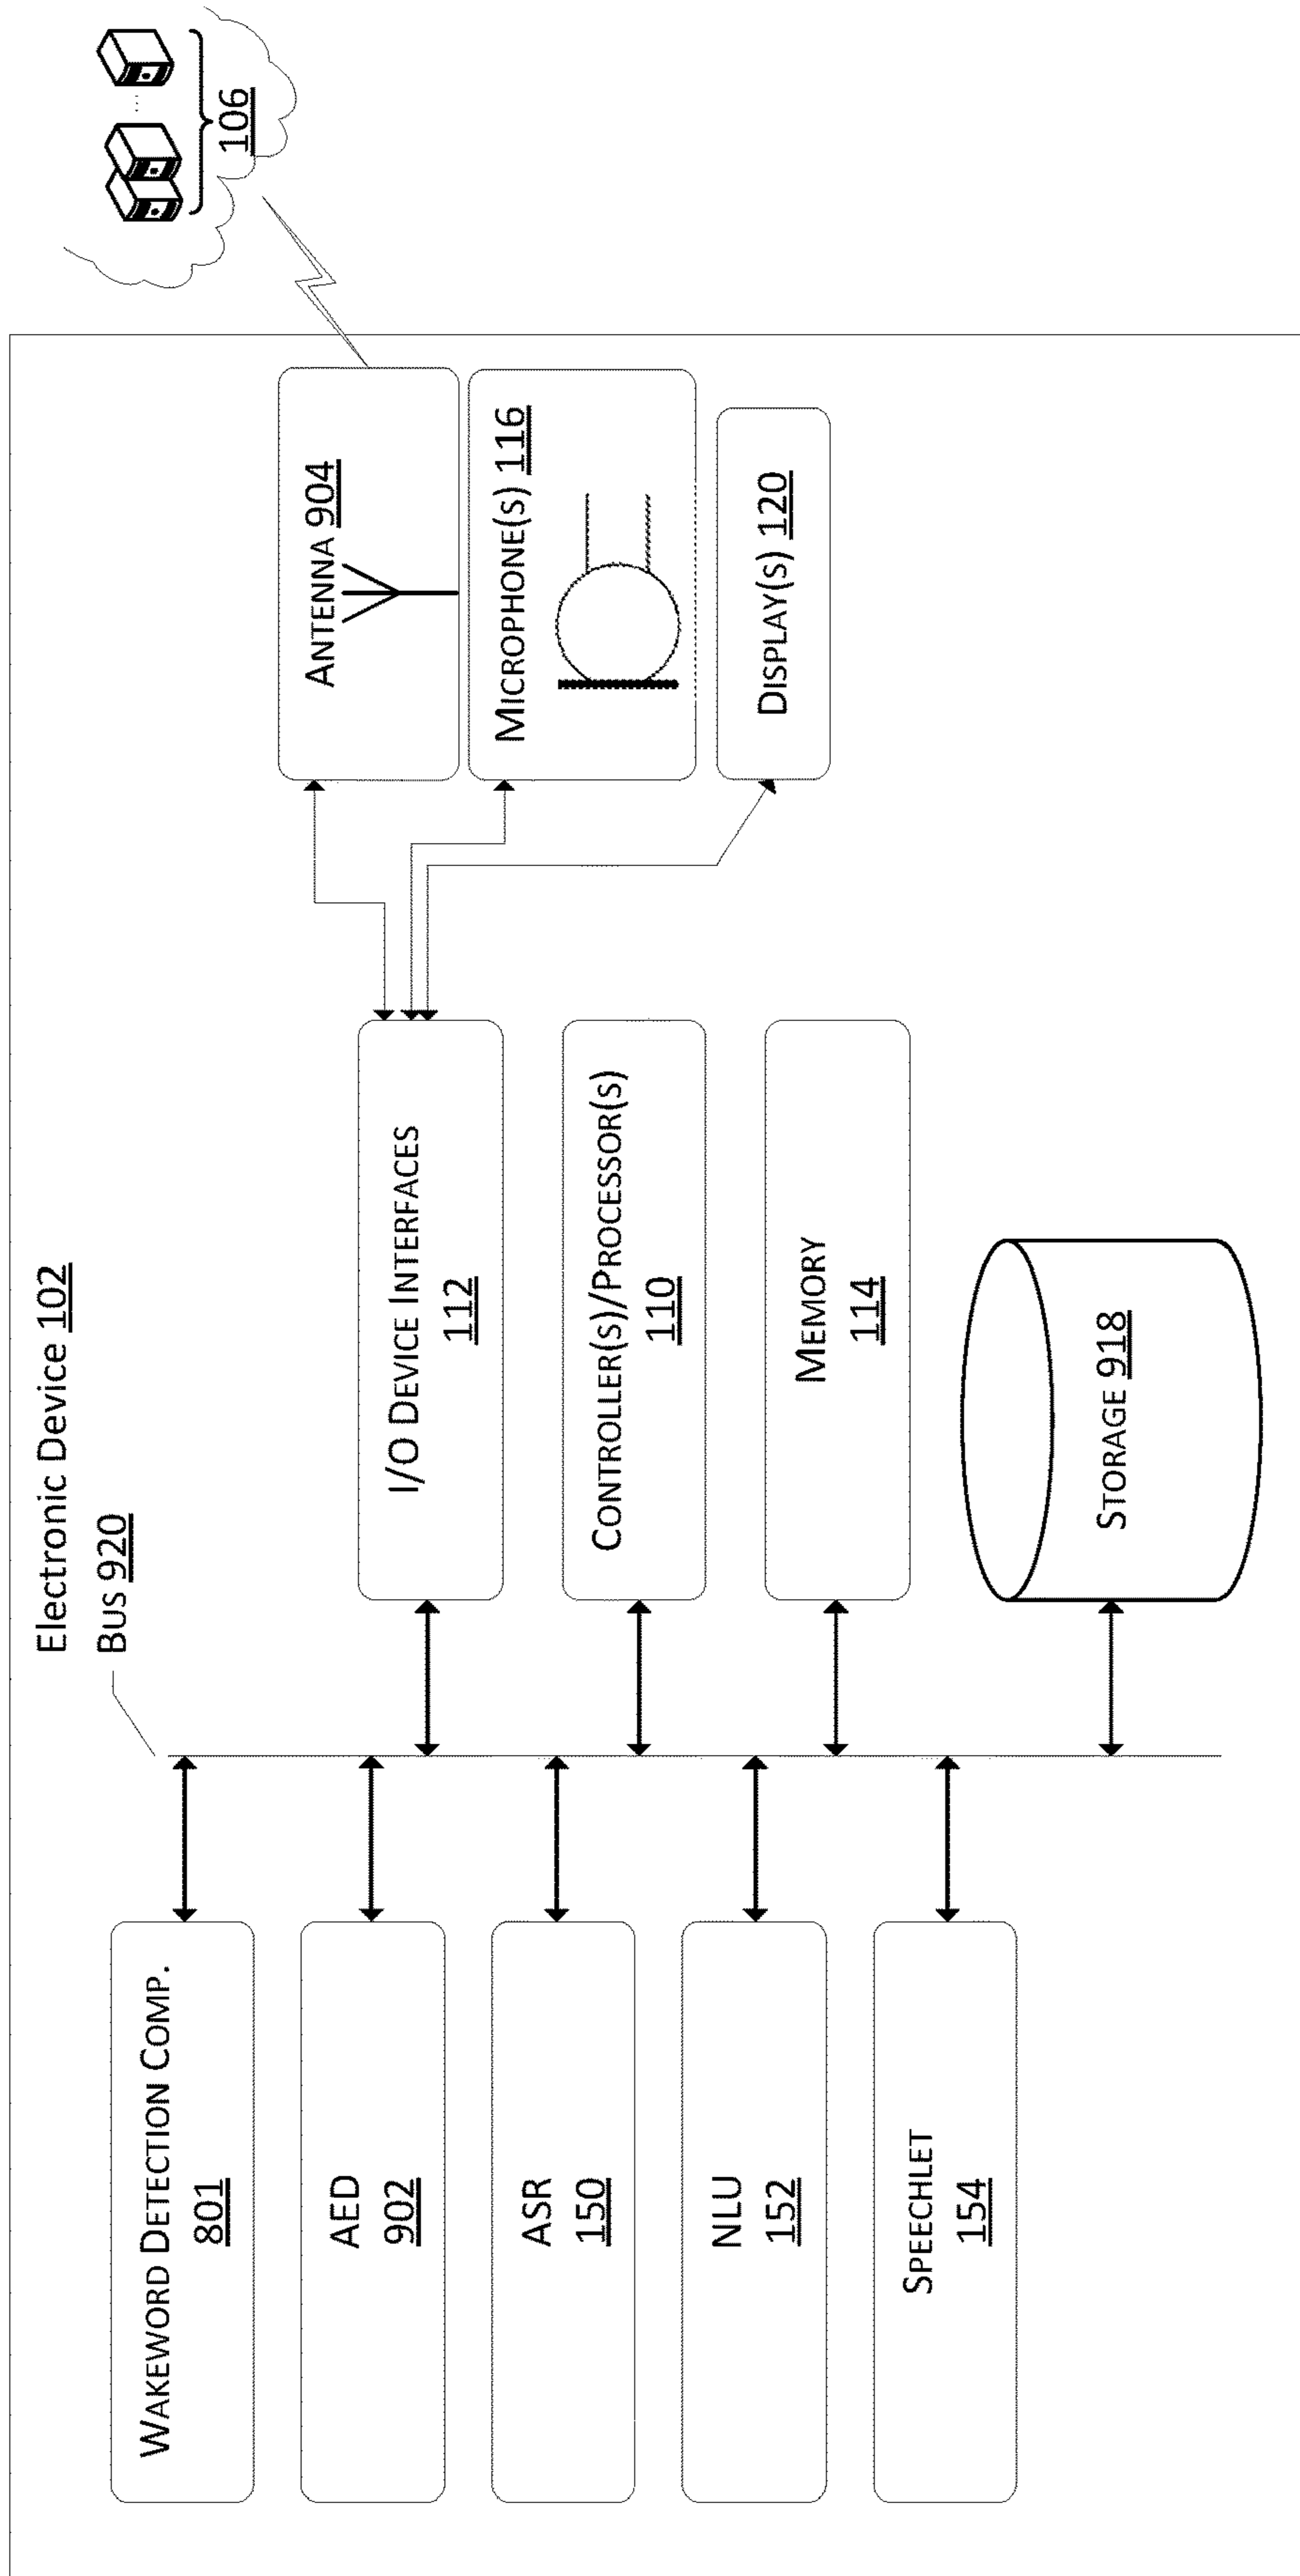 Electronic Device 102
Bus 920
Wakeword Detection Comp.
801
AED
902
ASR
150
NLU
152
Speechlet
154
I/O Device Interfaces
112
Controller(s)/Processor(s)
110
Memory
114
Storage 918
Antenna 904
Microphone(s) 116
Display(s) 120
106